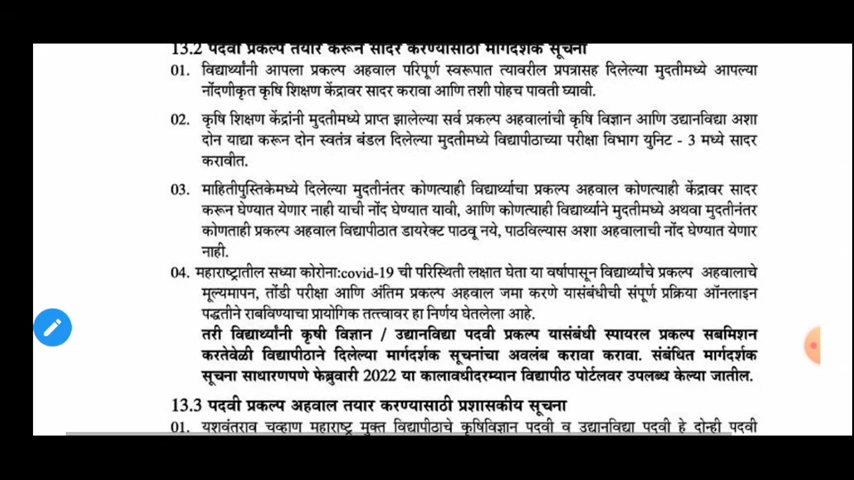 13.2 पदवी प्रकल्प तयार करून सादर करण्यासाठी मार्गदर्शक सूचना
01. विद्यार्थ्यांनी आपला प्रकल्प अहवाल परिपूर्ण स्वरूपात त्यावरील प्रपत्रासह दिलेल्या मुदतीमध्ये आपल्या
नोंदणीकृत कृषि शिक्षण केंद्रावर सादर करावा आणि तशी पोहच पावती घ्यावी.
02. कृषि शिक्षण केंद्रांनी मुदतीमध्ये प्राप्त झालेल्या सर्व प्रकल्प अहवालांची कृषि विज्ञान आणि उद्यानविद्या अशा
दोन याद्या करून दोन स्वतंत्र बंडल दिलेल्या मुदतीमध्ये विद्यापीठाच्या परीक्षा विभाग युनिट - 3 मध्ये सादर
करावीत.
03. माहितीपुस्तिकेमध्ये दिलेल्या मुदतीनंतर कोणत्याही विद्यार्थ्याचा प्रकल्प अहवाल कोणत्याही केंद्रावर सादर
करून घेण्यात येणार नाही याची नोंद घेण्यात यावी, आणि कोणत्याही विद्यार्थ्याने मुदतीमध्ये अथवा मुदतीनंतर
कोणताही प्रकल्प अहवाल विद्यापीठात डायरेक्ट पाठवू नये, पाठविल्यास अशा अहवालाची नोंद घेण्यात येणार
नाही.
04. महाराष्ट्रातील सध्या कोरोना:covid-19 ची परिस्थिती लक्षात घेता या वर्षापासून विद्यार्थ्यांचे प्रकल्प अहवालाचे
मूल्यमापन, तोंडी परीक्षा आणि अंतिम प्रकल्प अहवाल जमा करणे यासंबंधीची संपूर्ण प्रक्रिया ऑनलाइन
पद्धतीने राबविण्याचा प्रायोगिक तत्त्वावर हा निर्णय घेतलेला आहे.
तरी विद्यार्थ्यांनी कृषी विज्ञान / उद्यानविद्या पदवी प्रकल्प यासंबंधी स्पायरल प्रकल्प सबमिशन
करतेवेळी विद्यापीठाने दिलेल्या मार्गदर्शक सूचनांचा अवलंब करावा करावा. संबंधित मार्गदर्शक
सूचना साधारणपणे फेब्रुवारी 2022 या कालावधीदरम्यान विद्यापीठ पोर्टलवर उपलब्ध केल्या जातील.
13.3 पदवी प्रकल्प अहवाल तयार करण्यासाठी प्रशासकीय सूचना
01. यशवंतराव चव्हाण महाराष्ट्र मुक्त विद्यापीठाचे कृषिविज्ञान पदवी व उद्यानविद्या पदवी हे दोन्ही पदवी